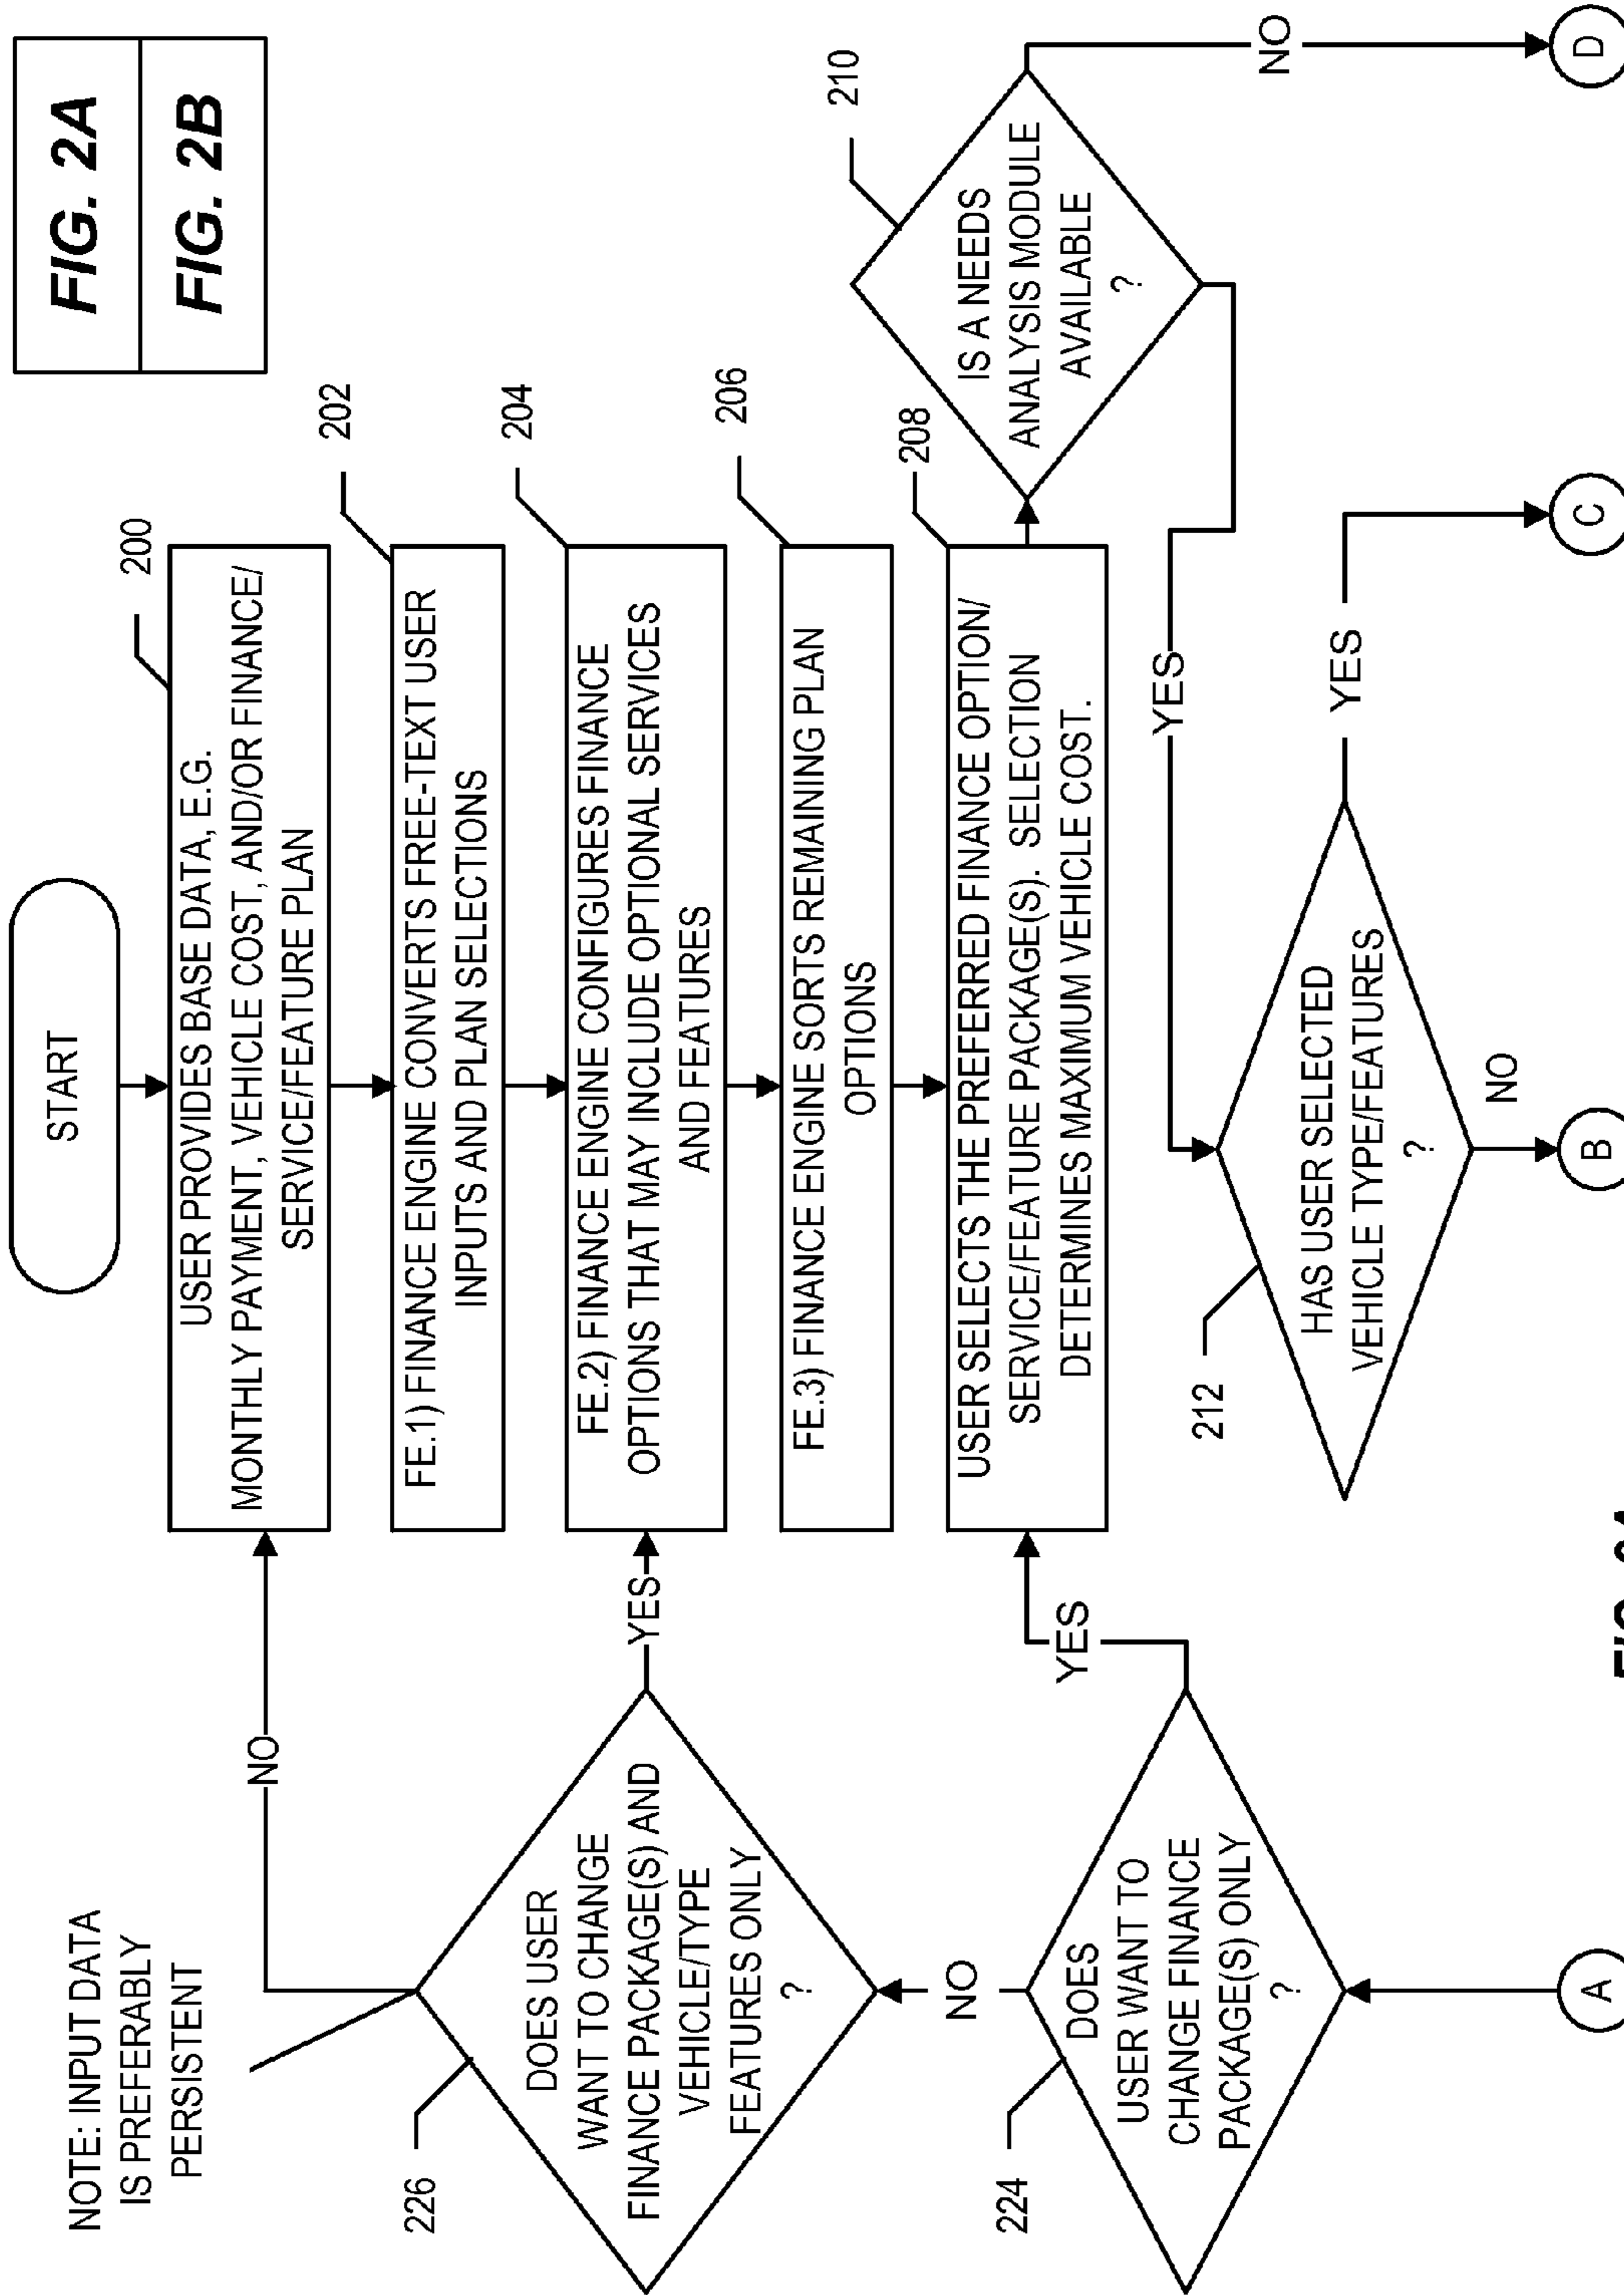 FIG. 2A
FIG. 2B
START
200
USER PROVIDES BASE DATA, E.G.
MONTHLY PAYMENT, VEHICLE COST, AND/OR FINANCE/
SERVICE/FEATURE PLAN
202
FE.1) FINANCE ENGINE CONVERTS FREE-TEXT USER
INPUTS AND PLAN SELECTIONS
204
FE.2) FINANCE ENGINE CONFIGURES FINANCE
OPTIONS THAT MAY INCLUDE OPTIONAL SERVICES
AND FEATURES
206
FE.3) FINANCE ENGINE SORTS REMAINING PLAN
OPTIONS
208
USER SELECTS THE PREFERRED FINANCE OPTION/
SERVICE/FEATURE PACKAGE(S). SELECTION
DETERMINES MAXIMUM VEHICLE COST.
210
IS A NEEDS
ANALYSIS MODULE
AVAILABLE
?
NO
D
YES
212
HAS USER SELECTED
VEHICLE TYPE/FEATURES
?
YES
C
NO
B
NOTE: INPUT DATA
IS PREFERABLY
PERSISTENT
NO
226
DOES USER
WANT TO CHANGE
FINANCE PACKAGE(S) AND
VEHICLE/TYPE
FEATURES ONLY
?
YES
NO
224
DOES
USER WANT TO
CHANGE FINANCE
PACKAGE(S) ONLY
?
YES
A